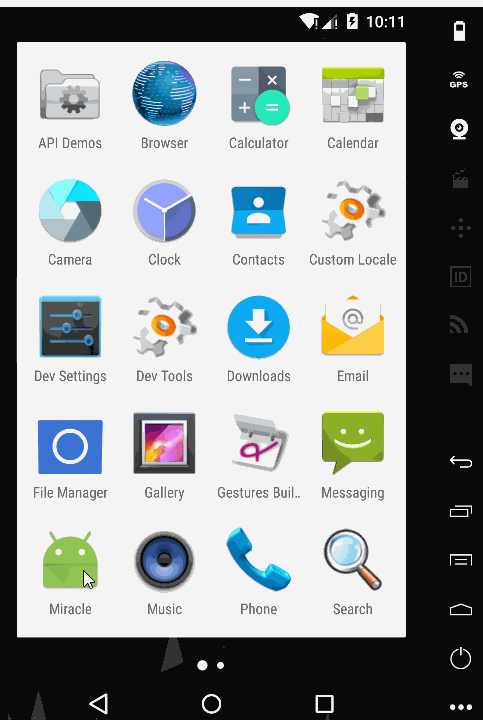 10:11
GPS
API Demos Browser Calculator Calendar
Camera Clock Contacts Custom Locale
ID
Dev Settings Dev Tools Downloads Email
@
File Manager Gallery Gestures Buil..  Messaging
Miracle Music Phone Search